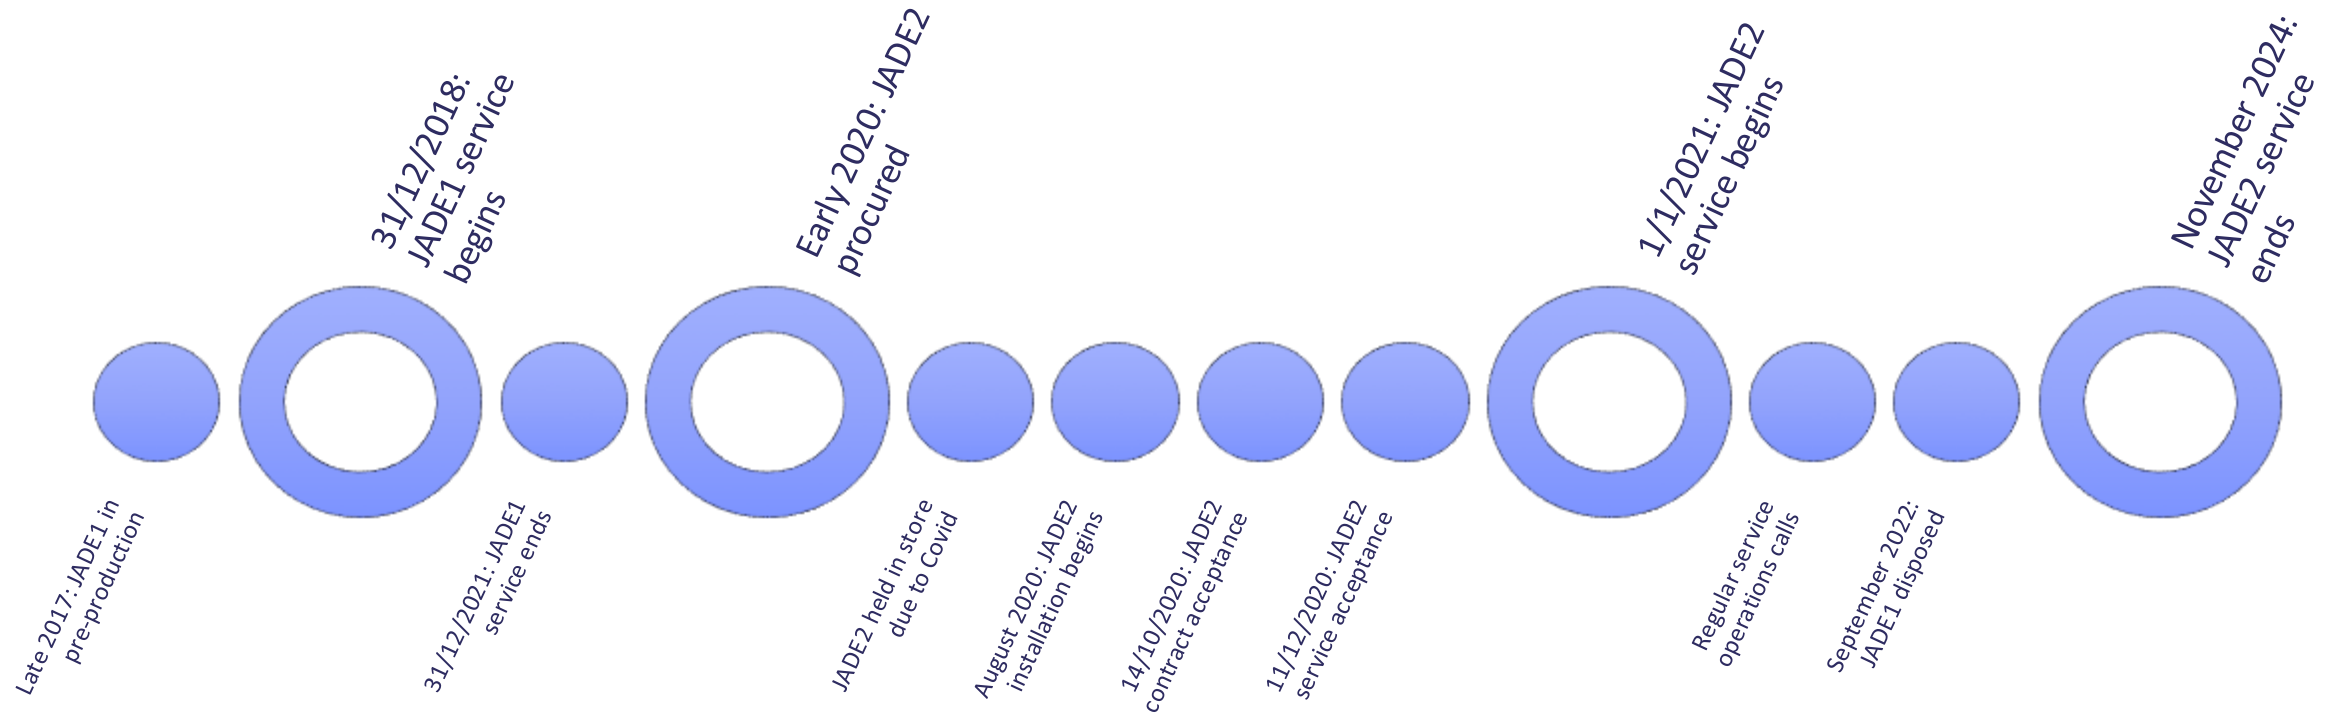 Late 2017: JADE1 in
pre-production
31/12/2018:
JADE1 service
begins
31/12/2021: JADE1
service ends
Early 2020: JADE2
procured
JADE2 held in store
due to Covid
August 2020: JADE2
installation begins
14/10/2020: JADE2
contract acceptance
11/12/2020: JADE2
service acceptance
1/1/2021: JADE2
service begins
Regular service
operations calls
September 2022:
JADE1 disposed
November 2024:
JADE2 service
ends